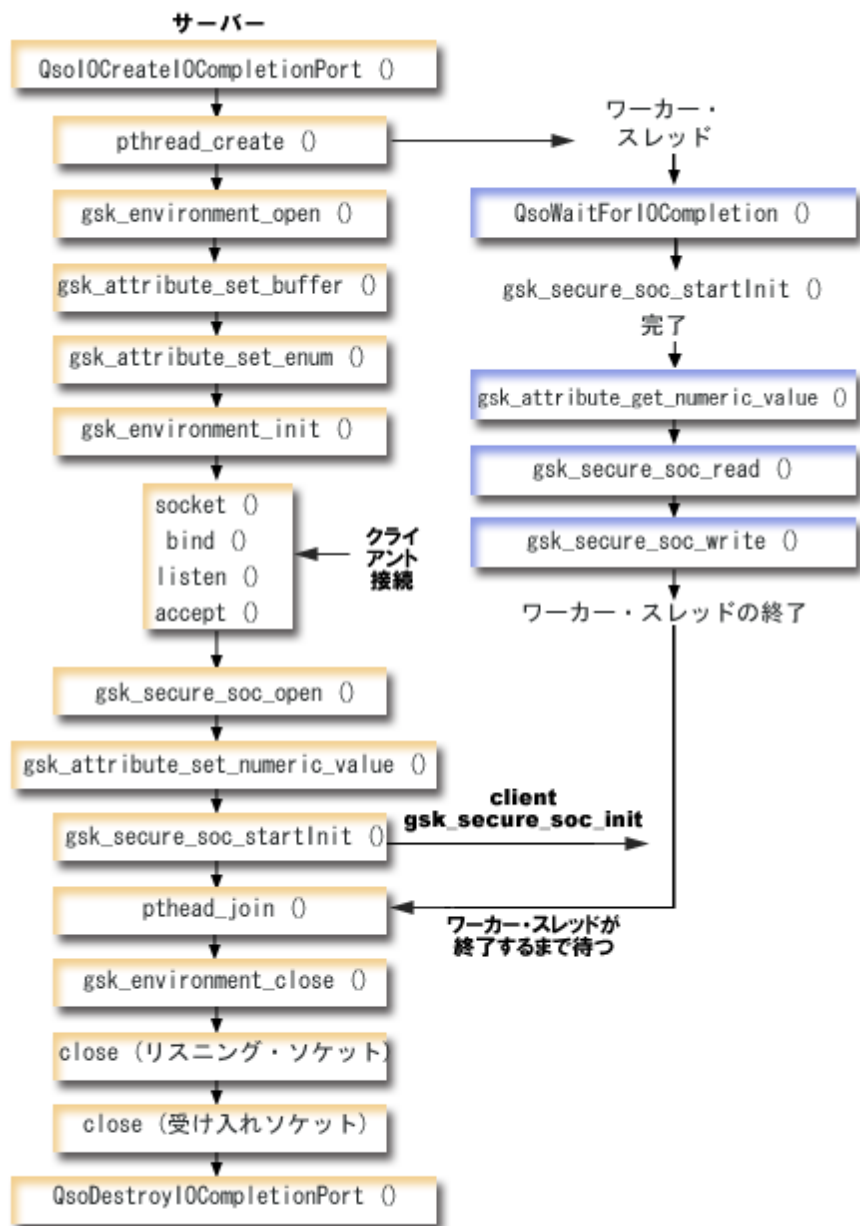 サーバー
QsoIOCreateIOCompletionPort ()
pthread_create ()
gsk_environment_open ()
gsk_attribute_set_buffer ()
gsk_attribute_set_enum ()
gsk_environment_init ()
socket ()
bind ()
listen ()
accept ()
クライ
アント
接続
gsk_secure_soc_open ()
gsk_attribute_set_numeric_value ()
gsk_secure_soc_startInit ()
client
gsk_secure_soc_init
pthead_join ()
ワーカー・スレッドが
終了するまで待つ
gsk_environment_close ()
close (リスニング・ソケット)
close (受け入れソケット)
QsoDestroyIOCompletionPort ()
ワーカー・
スレッド
QsoWaitForIOCompletion ()
gsk_secure_soc_startInit ()
完了
gsk_attribute_get_numeric_value ()
gsk_secure_soc_read ()
gsk_secure_soc_write ()
ワーカー・スレッドの終了